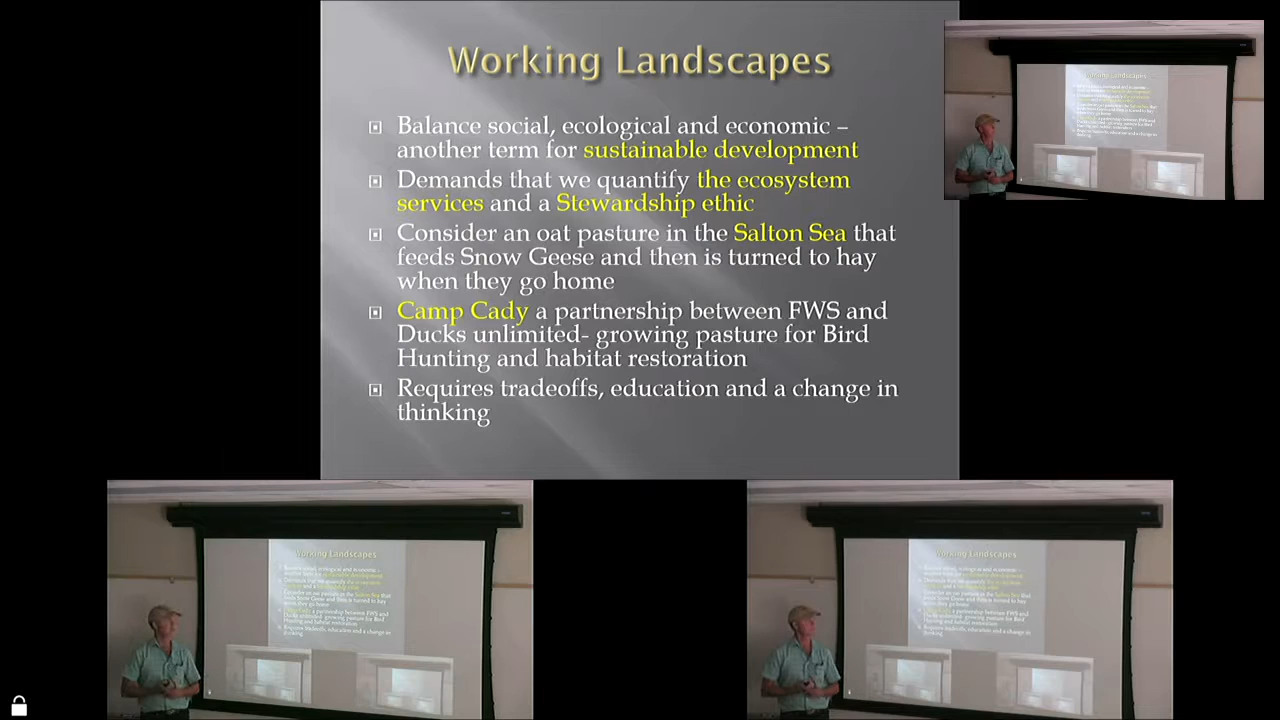 Working Landscapes
Balance social, ecological and economic –
another term for sustainable development
Demands that we quantify the ecosystem
services and a Stewardship ethic
Consider an oat pasture in the Salton Sea that
feeds Snow Geese and then is turned to hay
when they go home
Camp Cady a partnership between FWS and
Ducks unlimited- growing pasture for Bird
Hunting and habitat restoration
Requires tradeoffs, education and a change in
thinking